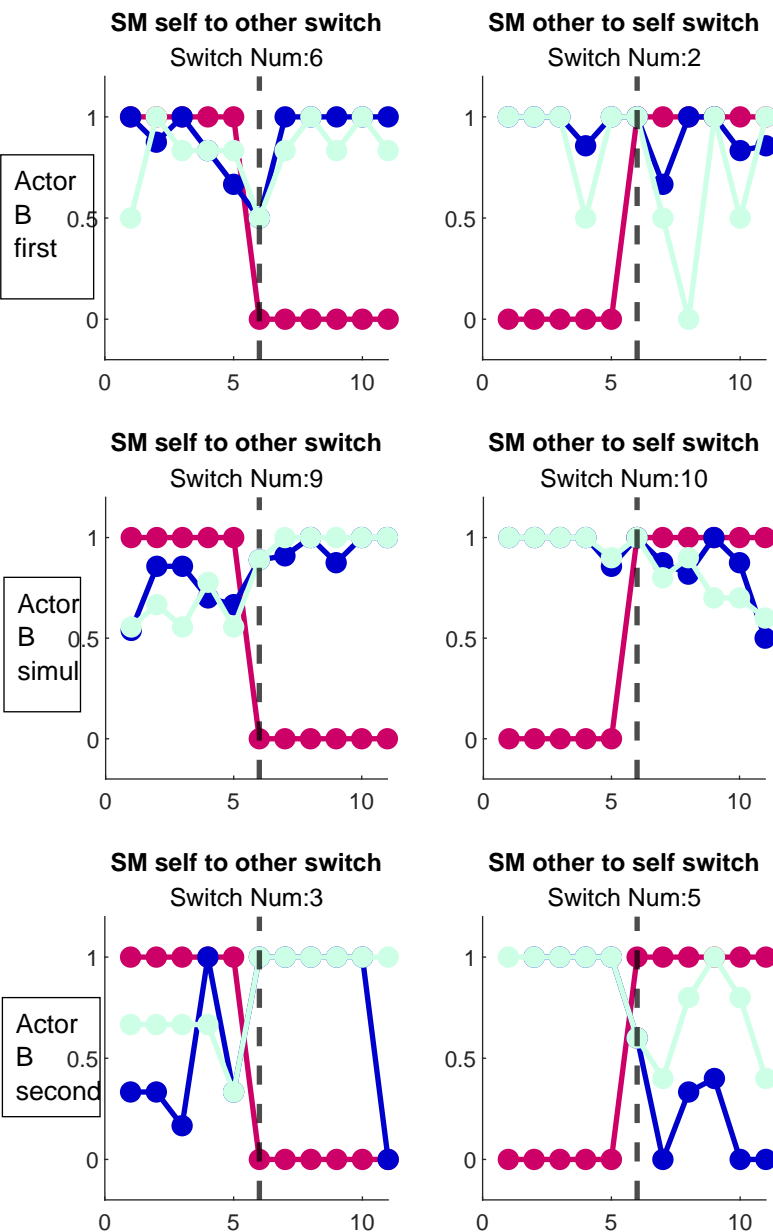 SM self to other switch
Switch Num:6
SM other to self switch
Switch Num:2
Actor
B
first
1
0.5
0
0
5
10
1
0.5
0
0
5
10
SM self to other switch
Switch Num:9
SM other to self switch
Switch Num:10
Actor
B
simul
1
0.5
0
0
5
10
1
0.5
0
0
5
10
SM self to other switch
Switch Num:3
SM other to self switch
Switch Num:5
Actor
B
second
1
0.5
0
0
5
10
1
0.5
0
0
5
10